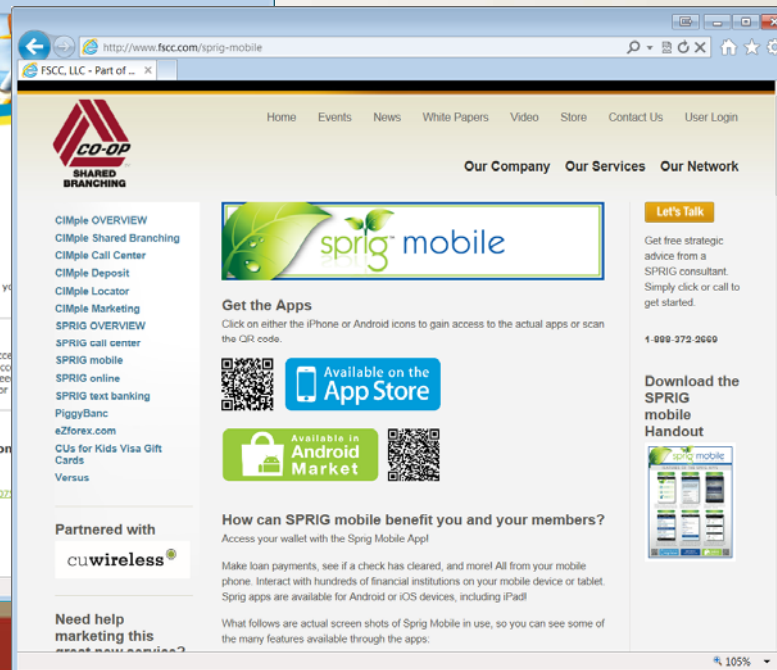 http://www.fscc.com/sprig-mobile
FSCC, LLC - Part of ...
CO-OP
SHARED
BRANCHING
Home Events News White Papers Video Store Contact Us User Login
Our Company Our Services Our Network
CIMple OVERVIEW
CIMple Shared Branching
CIMple Call Center
CIMple Deposit
CIMple Locator
CIMple Marketing
SPRIG OVERVIEW
SPRIG call center
SPRIG mobile
SPRIG online
SPRIG text banking
PiggyBanc
eZforex.com
CUs for Kids Visa Gift
Cards
Versus
Partnered with
cuwireless
Need help
marketing this
great new service?
sprig™ mobile
Get the Apps
Click on either the iPhone or Android icons to gain access to the actual apps or scan
the QR code.
Available on the
App Store
Available in
Android
Market
How can SPRIG mobile benefit you and your members?
Access your wallet with the Sprig Mobile App!
Make loan payments, see if a check has cleared, and more! All from your mobile
phone. Interact with hundreds of financial institutions on your mobile device or tablet.
Sprig apps are available for Android or iOS devices, including iPad!
What follows are actual screen shots of Sprig Mobile in use, so you can see some of
the many features available through the apps:
Let's Talk
Get free strategic
advice from a
SPRIG consultant.
Simply click or call to
get started.
1-888-372-2669
Download the
SPRIG
mobile
Handout
sprig mobile
105%